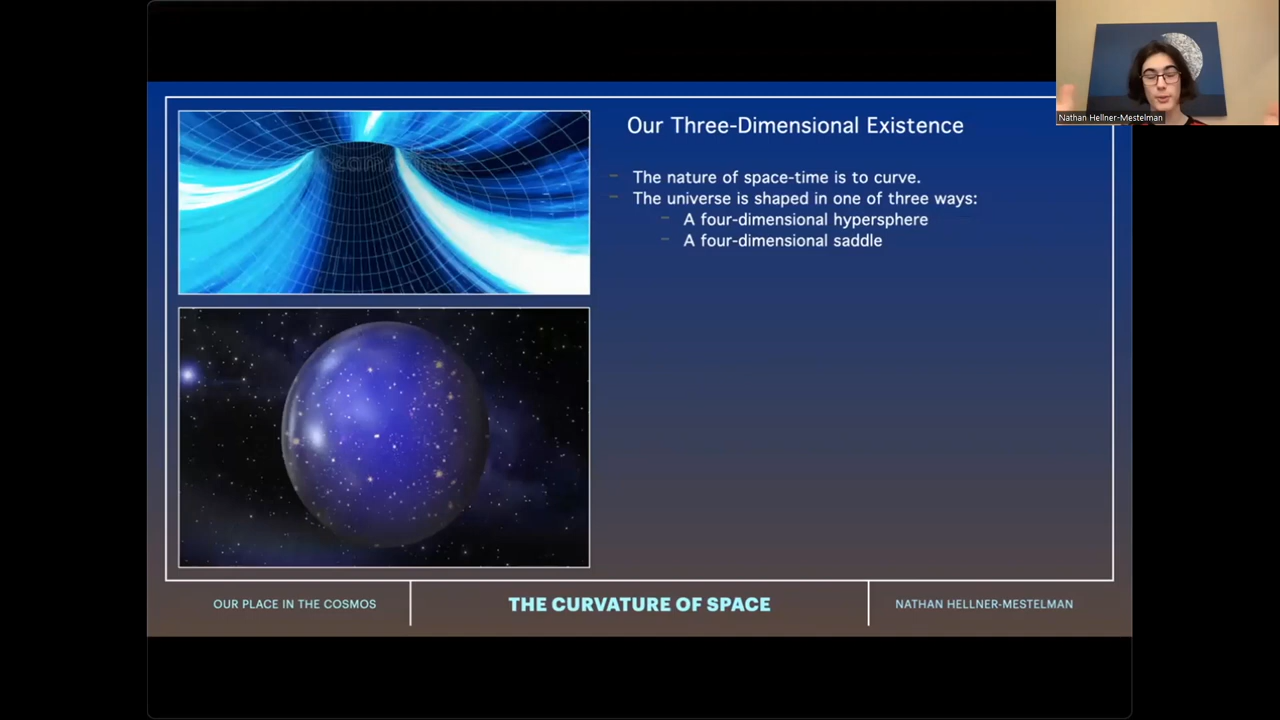 Our Three-Dimensional Existence
– The nature of space-time is to curve.
– The universe is shaped in one of three ways:
– A four-dimensional hypersphere
– A four-dimensional saddle
OUR PLACE IN THE COSMOS
THE CURVATURE OF SPACE
NATHAN HELLNER-MESTELMAN
Nathan Hellner-Mestelman